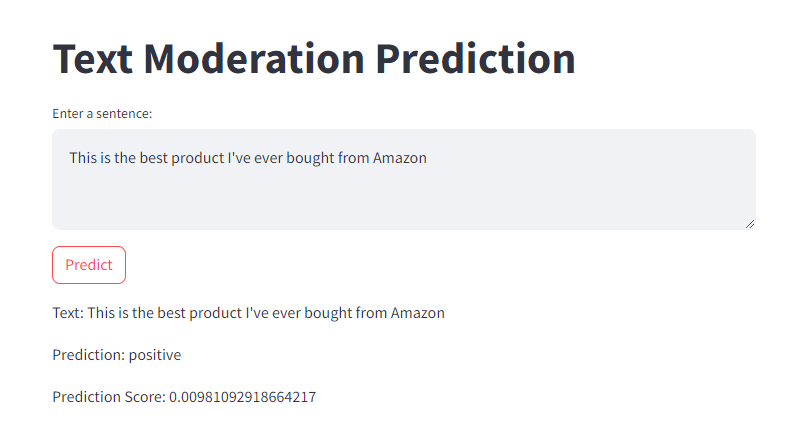 Text Moderation Prediction
Enter a sentence:
This is the best product I've ever bought from Amazon
Predict
Text: This is the best product I've ever bought from Amazon
Prediction: positive
Prediction Score: 0.00981092918664217